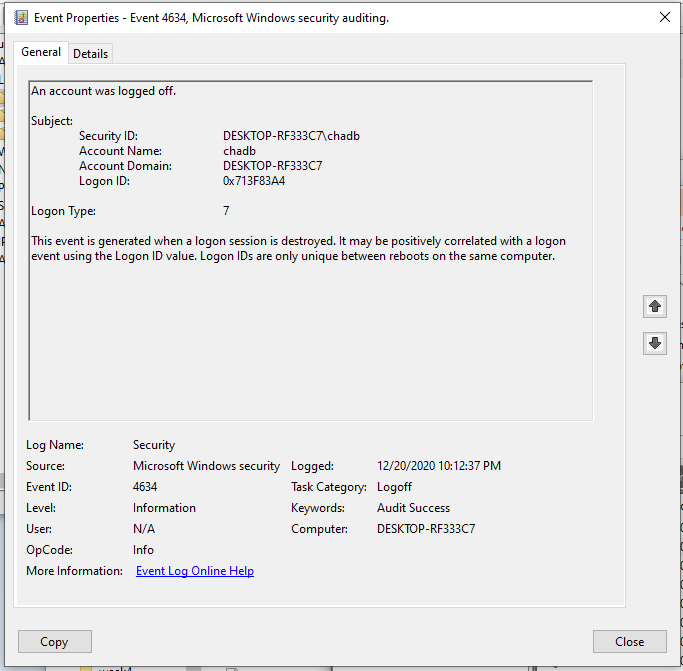 Event Properties - Event 4634, Microsoft Windows security auditing.
General Details
An account was logged off.
Subject:
Security ID: DESKTOP-RF333C7\chadb
Account Name: chadb
Account Domain: DESKTOP-RF333C7
Logon ID: 0x713F83A4
Logon Type: 7
This event is generated when a logon session is destroyed. It may be positively correlated with a logon
event using the Logon ID value. Logon IDs are only unique between reboots on the same computer.
Log Name: Security
Source: Microsoft Windows security Logged: 12/20/2020 10:12:37 PM
Event ID: 4634 Task Category: Logoff
Level: Information Keywords: Audit Success
User: N/A Computer: DESKTOP-RF333C7
OpCode: Info
More Information: Event Log Online Help
Copy Close